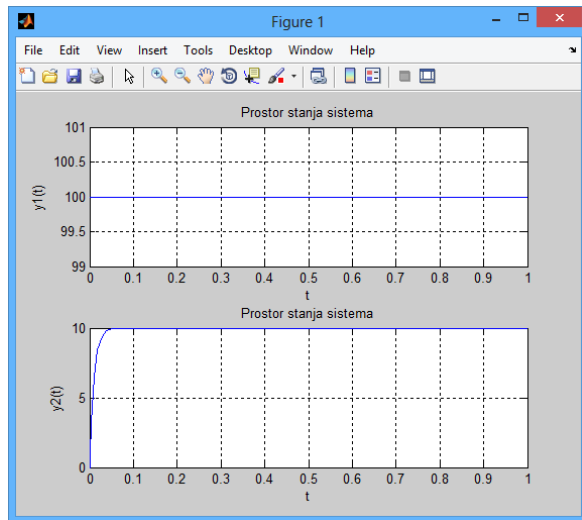 Figure 1
File Edit View Insert Tools Desktop Window Help
Prostor stanja sistema
101
100.5
100
99.5
99
y1(t)
0 0.1 0.2 0.3 0.4 0.5 0.6 0.7 0.8 0.9 1
t
Prostor stanja sistema
10
5
0
y2(t)
0 0.1 0.2 0.3 0.4 0.5 0.6 0.7 0.8 0.9 1
t